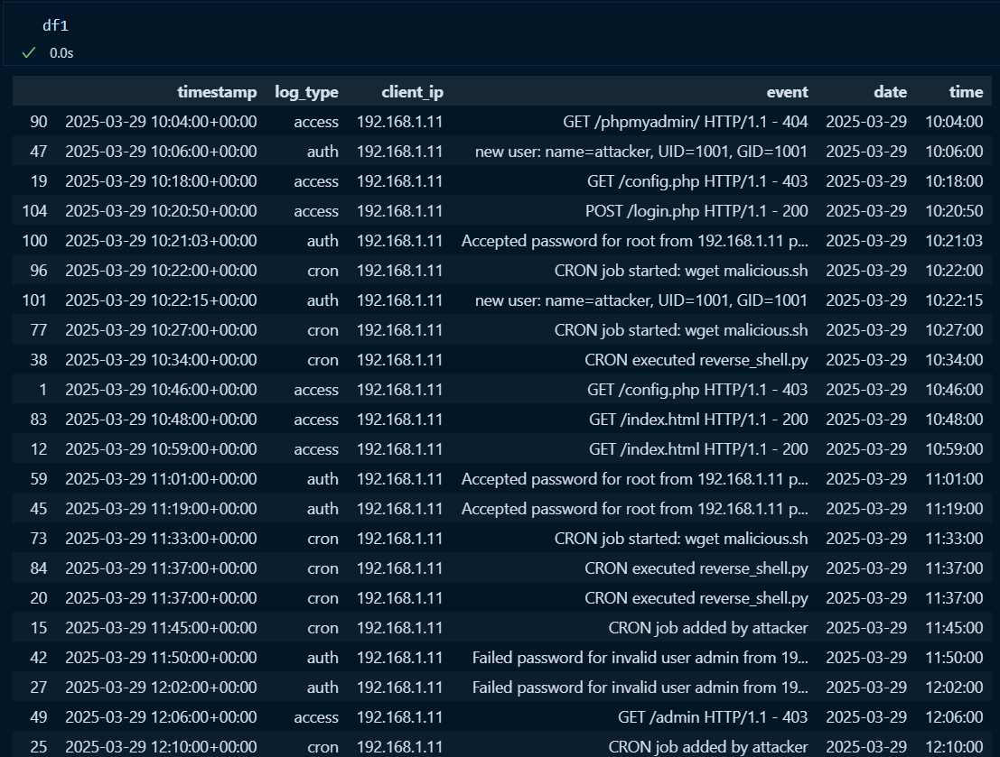 df1
0.0s
timestamp log_type client_ip event date time
90 2025-03-29 10:04:00+00:00 access 192.168.1.11 GET /phpmyadmin/ HTTP/1.1 - 404 2025-03-29 10:04:00
47 2025-03-29 10:06:00+00:00 auth 192.168.1.11 new user: name=attacker, UID=1001, GID=1001 2025-03-29 10:06:00
19 2025-03-29 10:18:00+00:00 access 192.168.1.11 GET /config.php HTTP/1.1 - 403 2025-03-29 10:18:00
104 2025-03-29 10:20:50+00:00 access 192.168.1.11 POST /login.php HTTP/1.1 - 200 2025-03-29 10:20:50
100 2025-03-29 10:21:03+00:00 auth 192.168.1.11 Accepted password for root from 192.168.1.11 p... 2025-03-29 10:21:03
96 2025-03-29 10:22:00+00:00 cron 192.168.1.11 CRON job started: wget malicious.sh 2025-03-29 10:22:00
101 2025-03-29 10:22:15+00:00 auth 192.168.1.11 new user: name=attacker, UID=1001, GID=1001 2025-03-29 10:22:15
77 2025-03-29 10:27:00+00:00 cron 192.168.1.11 CRON job started: wget malicious.sh 2025-03-29 10:27:00
38 2025-03-29 10:34:00+00:00 cron 192.168.1.11 CRON executed reverse_shell.py 2025-03-29 10:34:00
1 2025-03-29 10:46:00+00:00 access 192.168.1.11 GET /config.php HTTP/1.1 - 403 2025-03-29 10:46:00
83 2025-03-29 10:48:00+00:00 access 192.168.1.11 GET /index.html HTTP/1.1 - 200 2025-03-29 10:48:00
12 2025-03-29 10:59:00+00:00 access 192.168.1.11 GET /index.html HTTP/1.1 - 200 2025-03-29 10:59:00
59 2025-03-29 11:01:00+00:00 auth 192.168.1.11 Accepted password for root from 192.168.1.11 p... 2025-03-29 11:01:00
45 2025-03-29 11:19:00+00:00 auth 192.168.1.11 Accepted password for root from 192.168.1.11 p... 2025-03-29 11:19:00
73 2025-03-29 11:33:00+00:00 cron 192.168.1.11 CRON job started: wget malicious.sh 2025-03-29 11:33:00
84 2025-03-29 11:37:00+00:00 cron 192.168.1.11 CRON executed reverse_shell.py 2025-03-29 11:37:00
20 2025-03-29 11:37:00+00:00 cron 192.168.1.11 CRON executed reverse_shell.py 2025-03-29 11:37:00
15 2025-03-29 11:45:00+00:00 cron 192.168.1.11 CRON job added by attacker 2025-03-29 11:45:00
42 2025-03-29 11:50:00+00:00 auth 192.168.1.11 Failed password for invalid user admin from 19... 2025-03-29 11:50:00
27 2025-03-29 12:02:00+00:00 auth 192.168.1.11 Failed password for invalid user admin from 19... 2025-03-29 12:02:00
49 2025-03-29 12:06:00+00:00 access 192.168.1.11 GET /admin HTTP/1.1 - 403 2025-03-29 12:06:00
25 2025-03-29 12:10:00+00:00 cron 192.168.1.11 CRON job added by attacker 2025-03-29 12:10:00